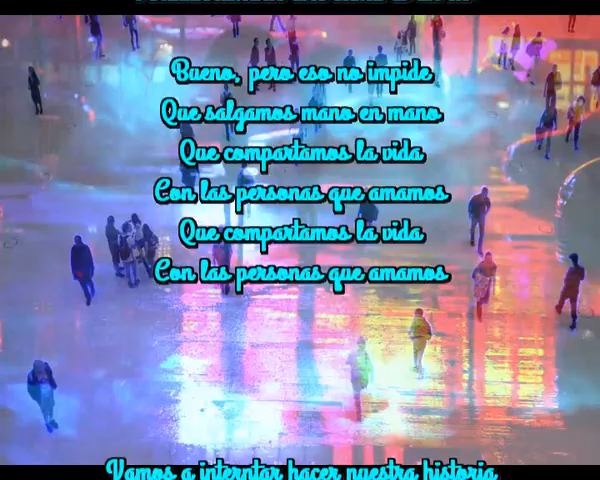 Bueno, pero eso no impide
Que salgamos mano en mano
Que compartamos la vida
Con las personas que amamos
Que compartamos la vida
Con las personas que amamos
Vamos a interntar hacer nuestra historia